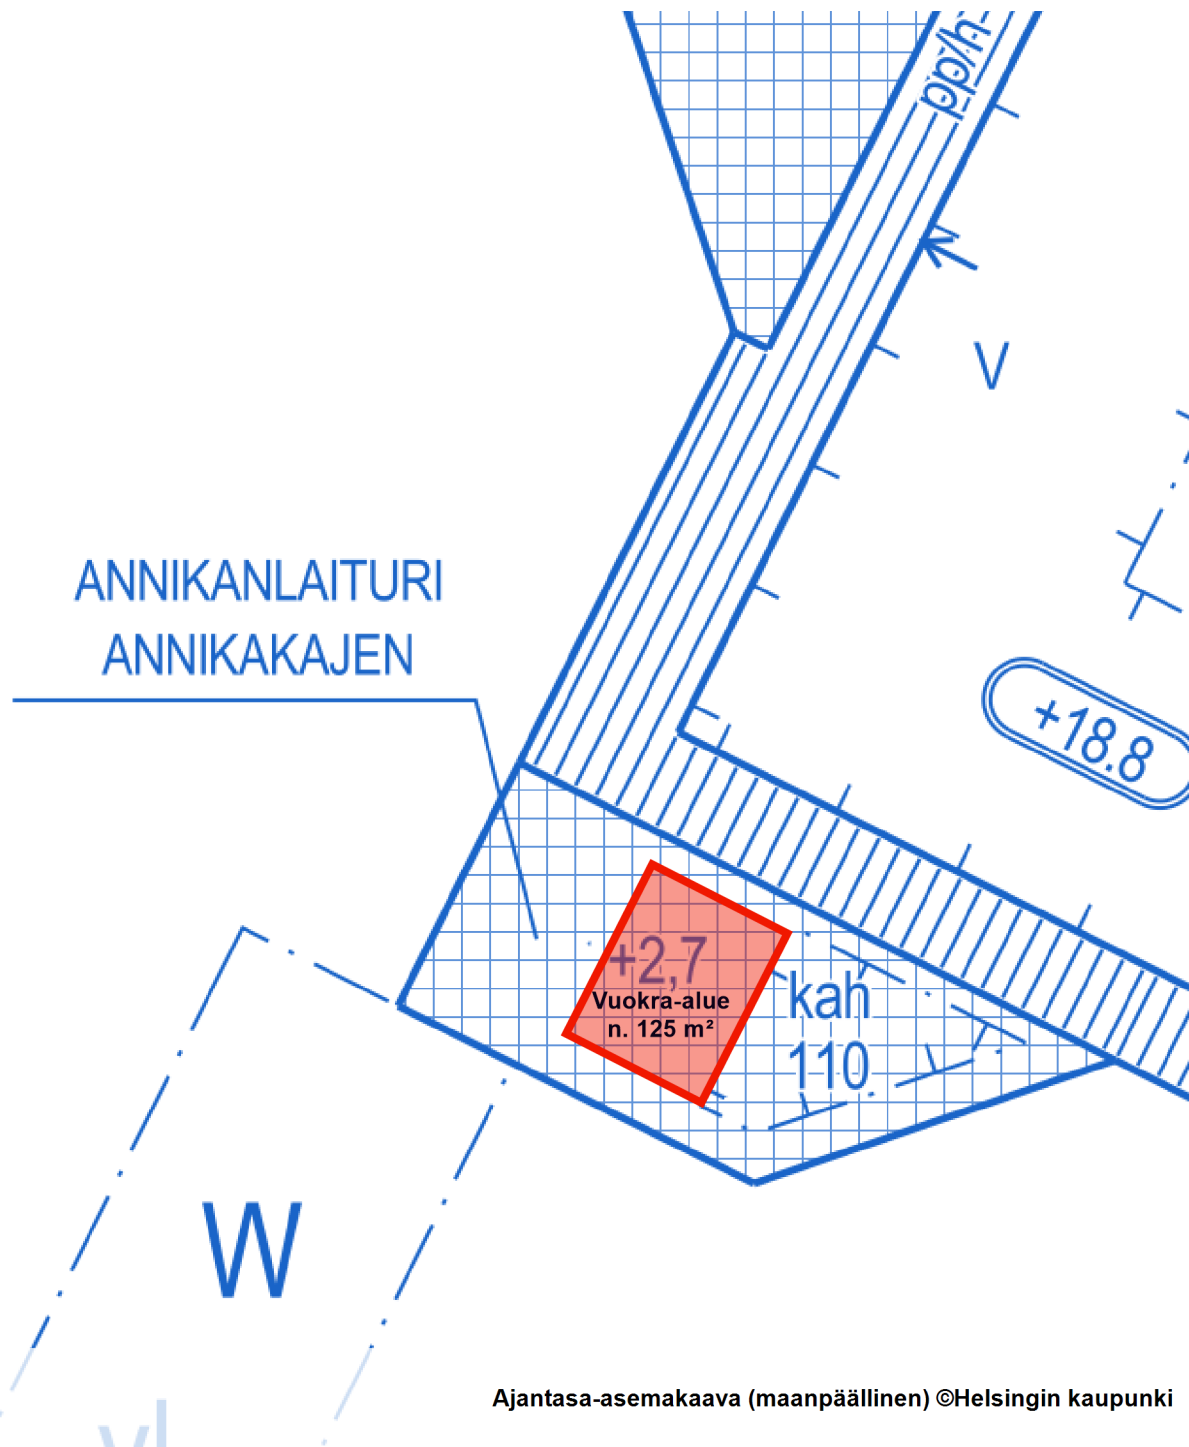 pp/h
V
ANNIKANLAITURI
ANNIKAKAJEN
+18.8
+2,7
Vuokra-alue
n. 125 m²
kah
110
W
Ajantasa-asemakaava (maanpäällinen) ©Helsingin kaupunki